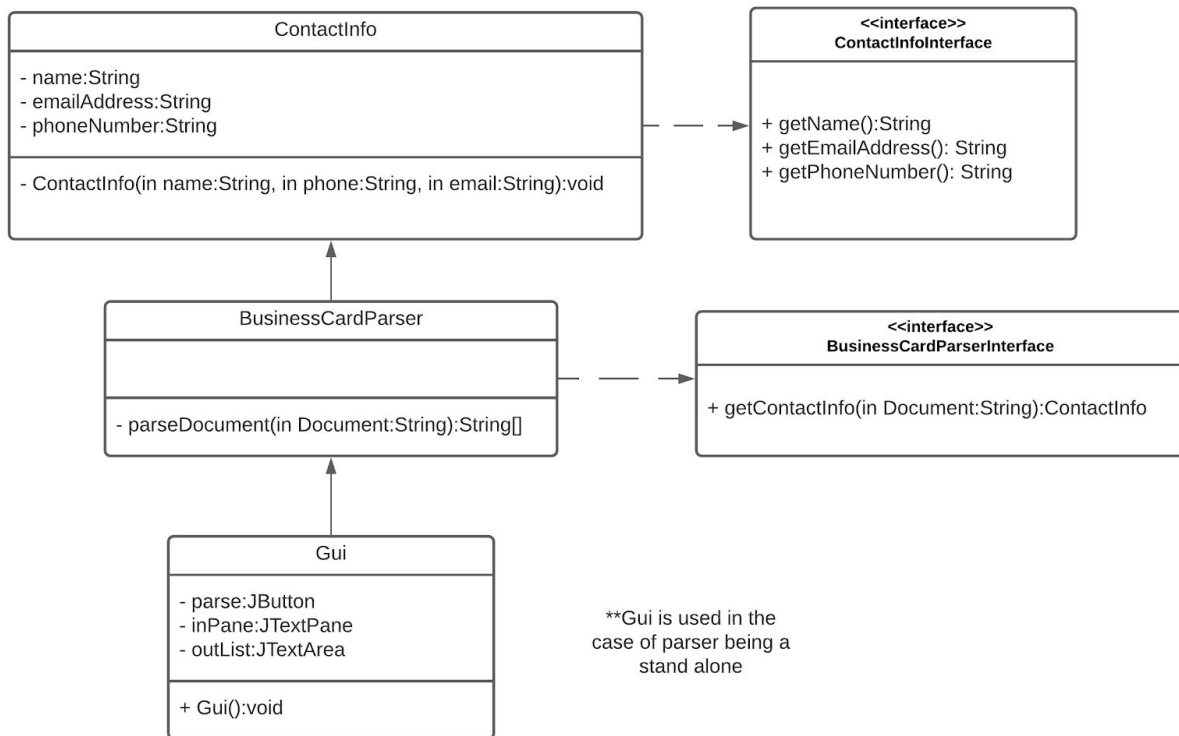 ContactInfo
- name:String
- emailAddress:String
- phoneNumber:String
- ContactInfo(in name:String, in phone:String, in email:String):void
<<interface>>
ContactInfoInterface
+ getName():String
+ getEmailAddress(): String
+ getPhoneNumber(): String
BusinessCardParser
- parseDocument(in Document:String):String[]
<<interface>>
BusinessCardParserInterface
+ getContactInfo(in Document:String):ContactInfo
Gui
- parse:JButton
- inPane:JTextPane
- outList:JTextArea
+ Gui():void
**Gui is used in the
case of parser being a
stand alone